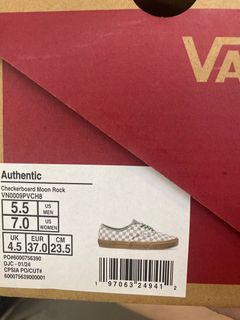 VA
Authentic
Checkerboard Moon Rock
VN0009PVCH8
5.5 US MEN
7.0 US WOMEN
UK EUR CM
4.5 37.0 23.5
PO#6000756390
DJC - 01/24
CPSIA PO/CUT#
600075639000001
1 97063 24941 2